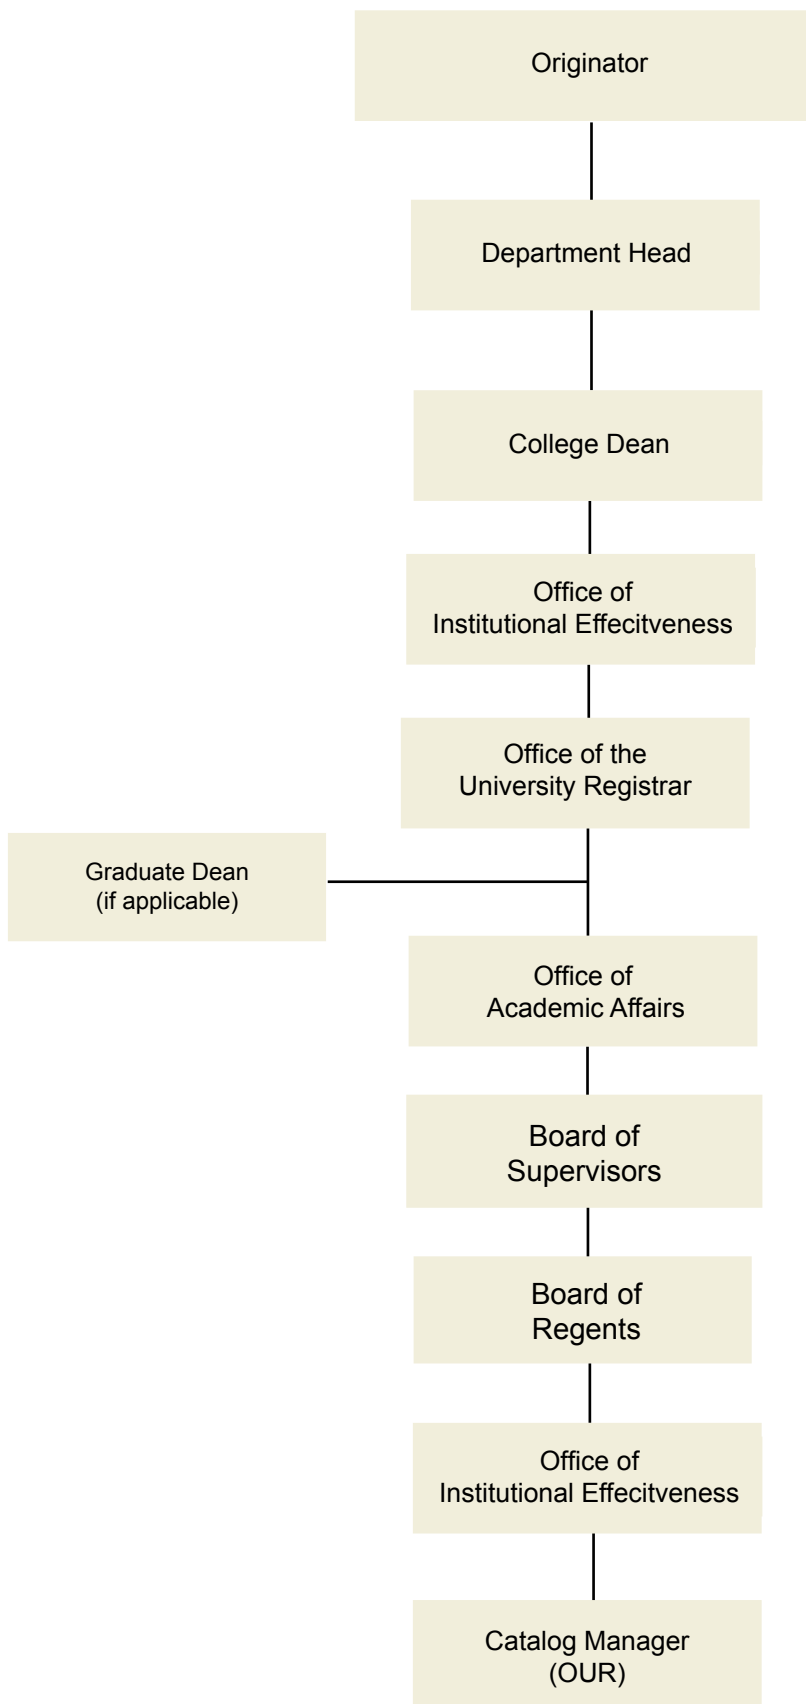 Originator
Department Head
College Dean
Office of
Institutional Effecitveness
Office of the
University Registrar
Graduate Dean
(if applicable)
Office of
Academic Affairs
Board of
Supervisors
Board of
Regents
Office of
Institutional Effecitveness
Catalog Manager
(OUR)